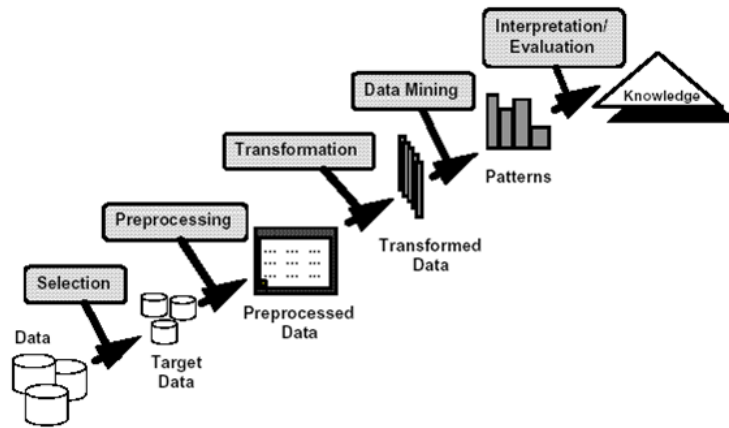 Interpretation/
Evaluation
Data Mining
Knowledge
Transformation
Patterns
Preprocessing
Transformed
Data
Selection
Preprocessed
Data
Data
Target
Data